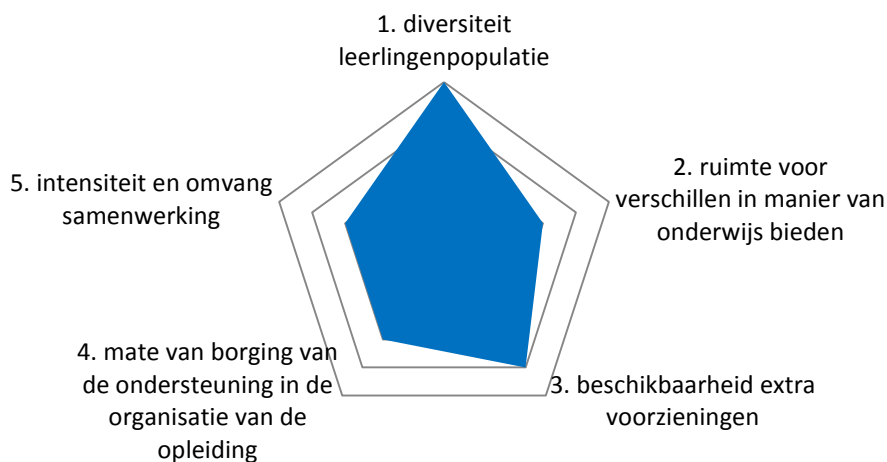 1. diversiteit
leerlingenpopulatie
2. ruimte voor
verschillen in manier van
onderwijs bieden
3. beschikbaarheid extra
voorzieningen
4. mate van borging van
de ondersteuning in de
organisatie van de
opleiding
5. intensiteit en omvang
samenwerking